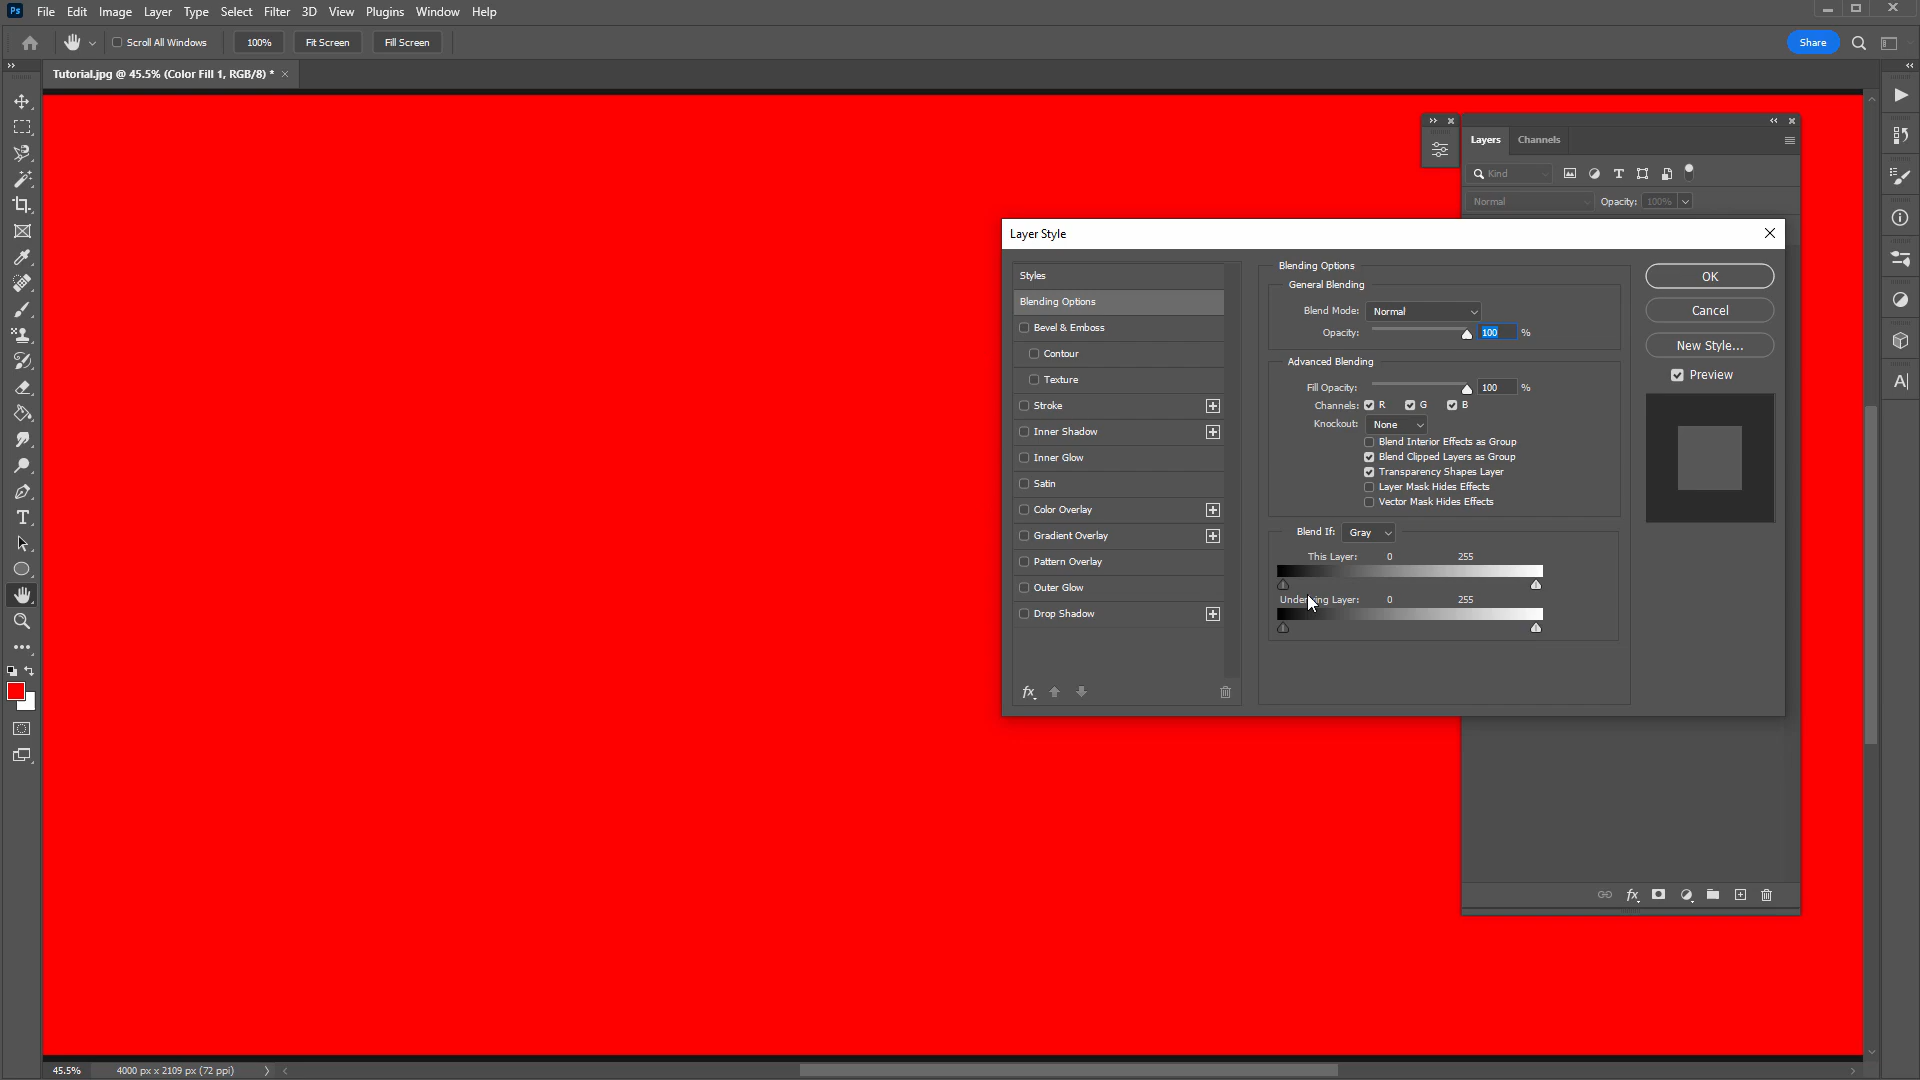 Ps File Edit Image Layer Type Select Filter 3D View Plugins Window Help
Scroll All Windows 100% Fit Screen Fill Screen Share
Tutorial.jpg @ 45.5% (Color Fill 1, RGB/8) *
Layers Channels
Kind
Normal Opacity: 100%
Layer Style
Styles
Blending Options
Bevel & Emboss
Contour
Texture
Stroke
Inner Shadow
Inner Glow
Satin
Color Overlay
Gradient Overlay
Pattern Overlay
Outer Glow
Drop Shadow
fx
Blending Options
General Blending
Blend Mode: Normal
Opacity: 100 %
Advanced Blending
Fill Opacity: 100 %
Channels: R G B
Knockout: None
Blend Interior Effects as Group
Blend Clipped Layers as Group
Transparency Shapes Layer
Layer Mask Hides Effects
Vector Mask Hides Effects
Blend If: Gray
This Layer: 0 255
Underlying Layer: 0 255
OK
Cancel
New Style...
Preview
fx
45.5% 4000 px x 2109 px (72 ppi)